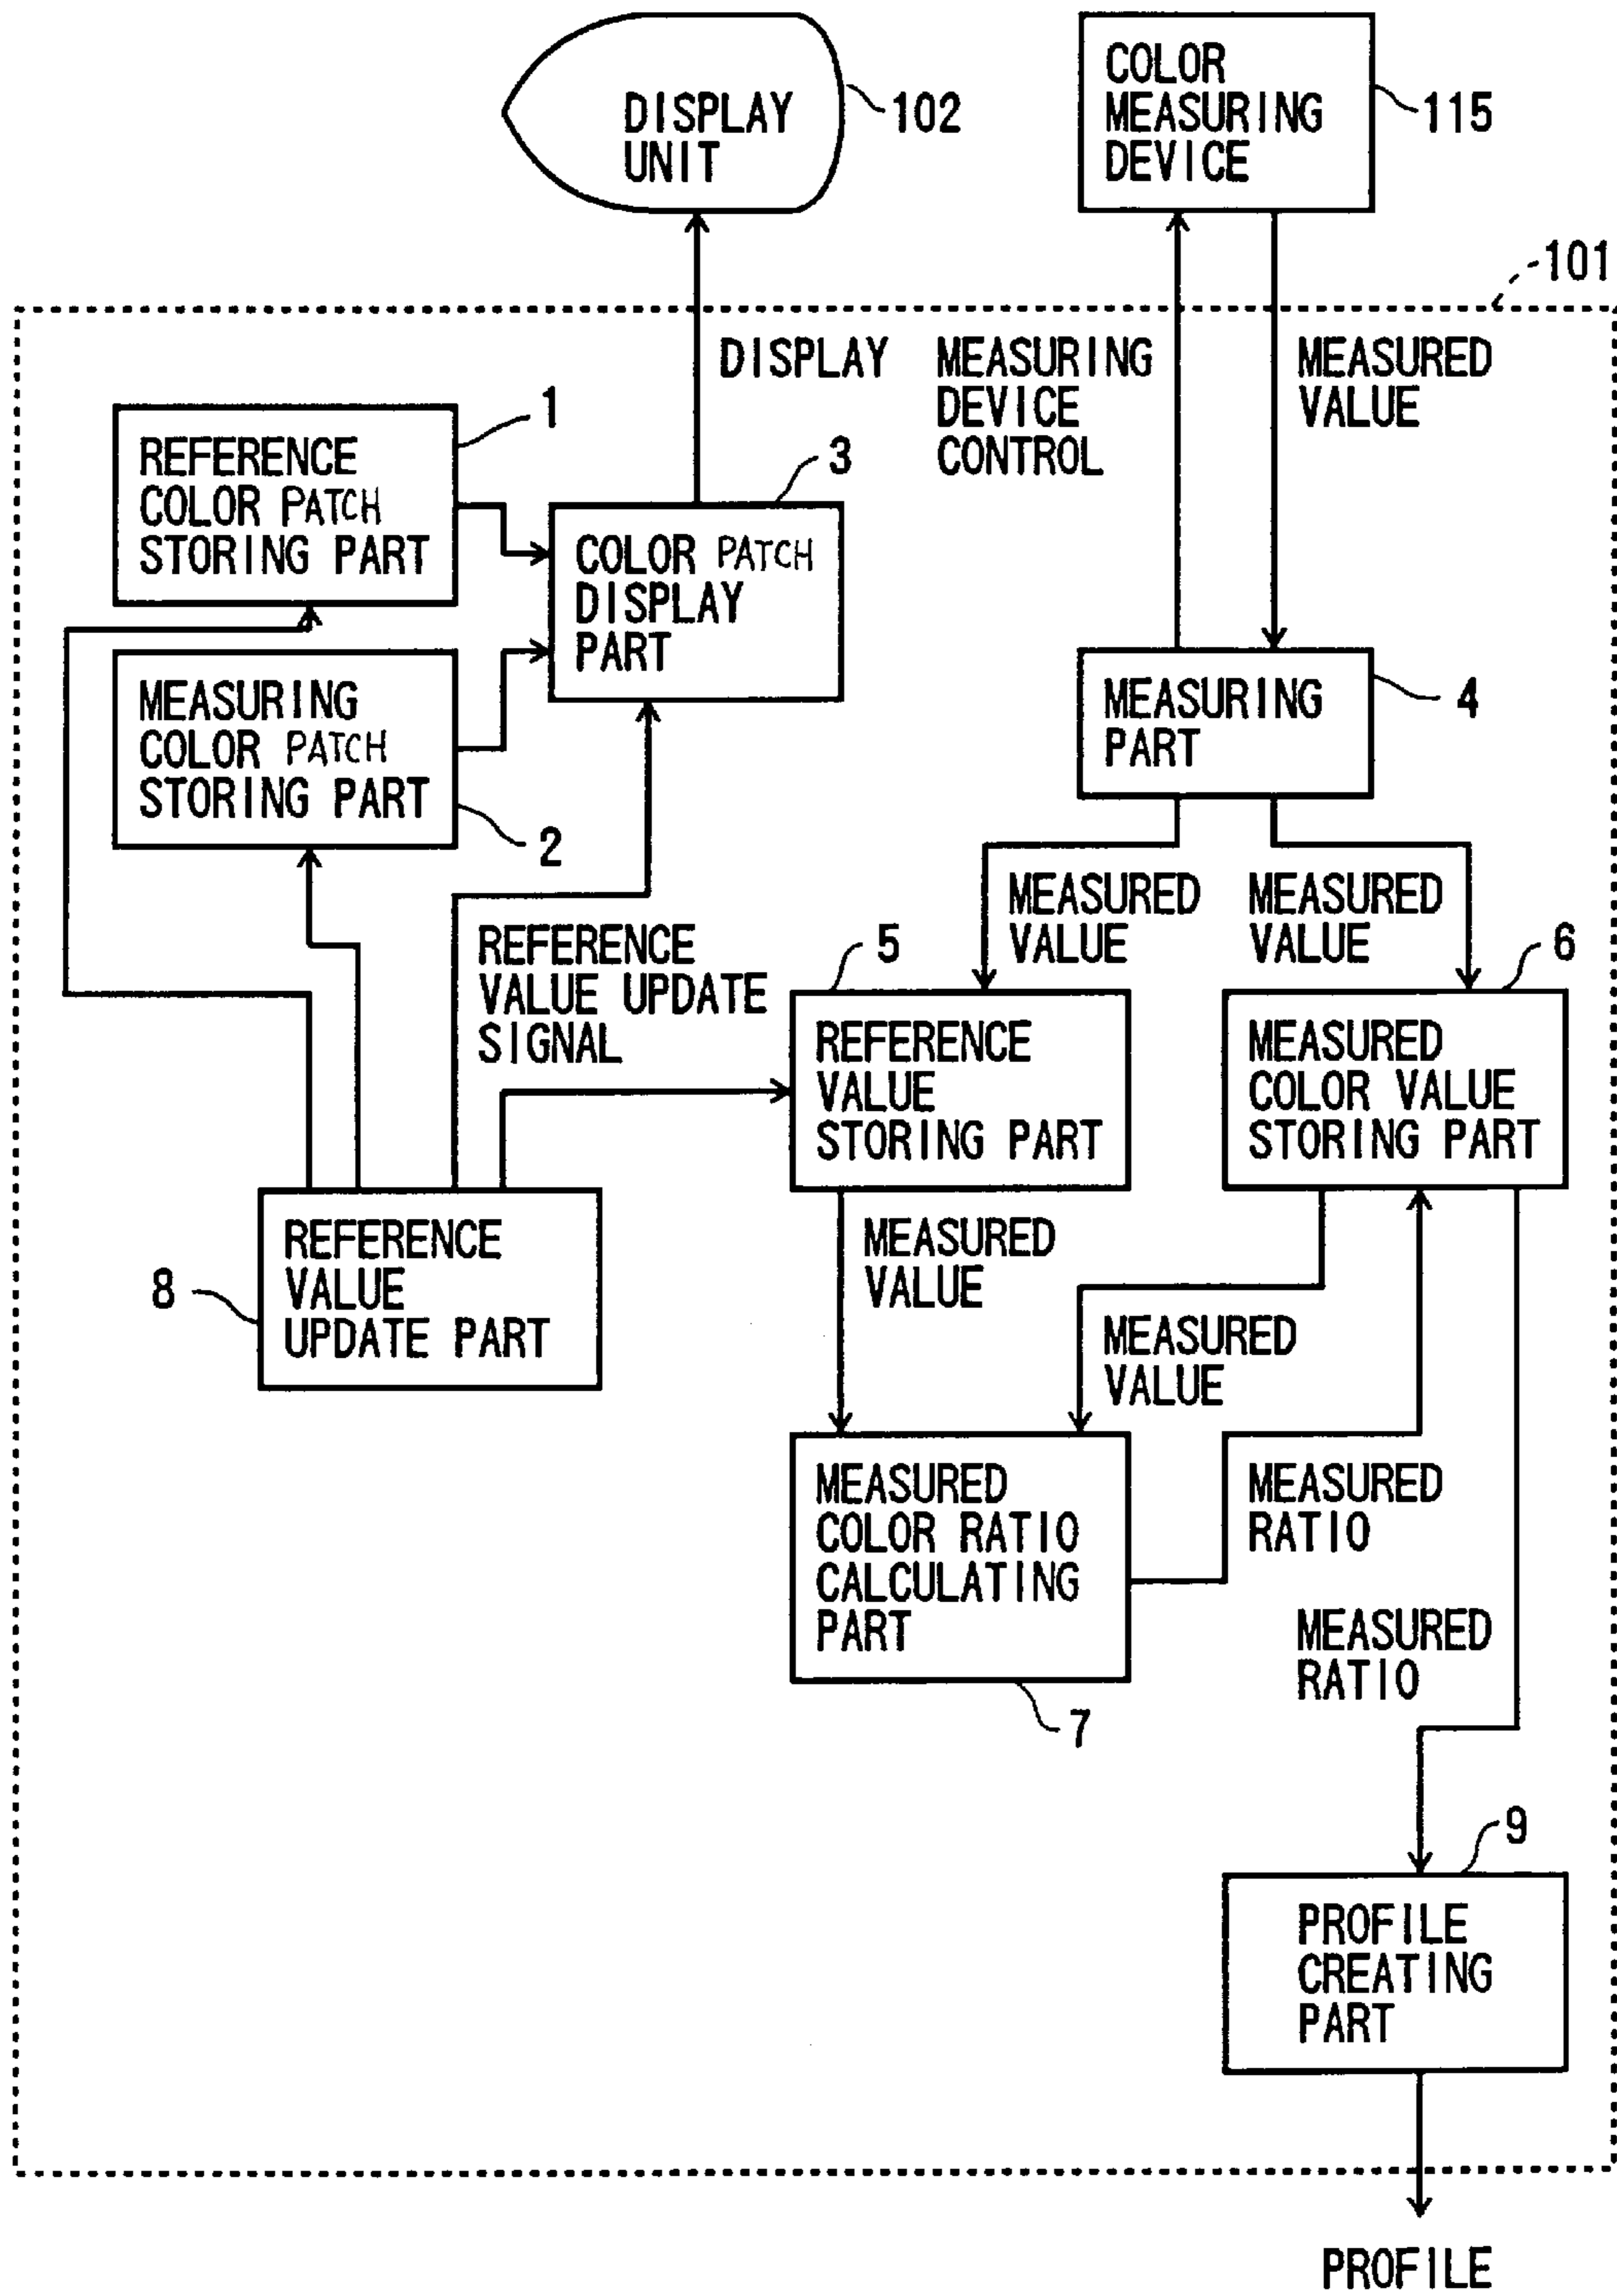 DISPLAY
UNIT
102
COLOR
MEASURING
DEVICE
115
101
DISPLAY
MEASURING
DEVICE
CONTROL
MEASURED
VALUE
1
REFERENCE
COLOR PATCH
STORING PART
3
COLOR PATCH
DISPLAY
PART
MEASURING
COLOR PATCH
STORING PART
2
MEASURING
PART
4
MEASURED
VALUE
MEASURED
VALUE
REFERENCE
VALUE UPDATE
SIGNAL
5
REFERENCE
VALUE
STORING PART
6
MEASURED
COLOR VALUE
STORING PART
8
REFERENCE
VALUE
UPDATE PART
MEASURED
VALUE
MEASURED
VALUE
MEASURED
COLOR RATIO
CALCULATING
PART
7
MEASURED
RATIO
MEASURED
RATIO
9
PROFILE
CREATING
PART
PROFILE